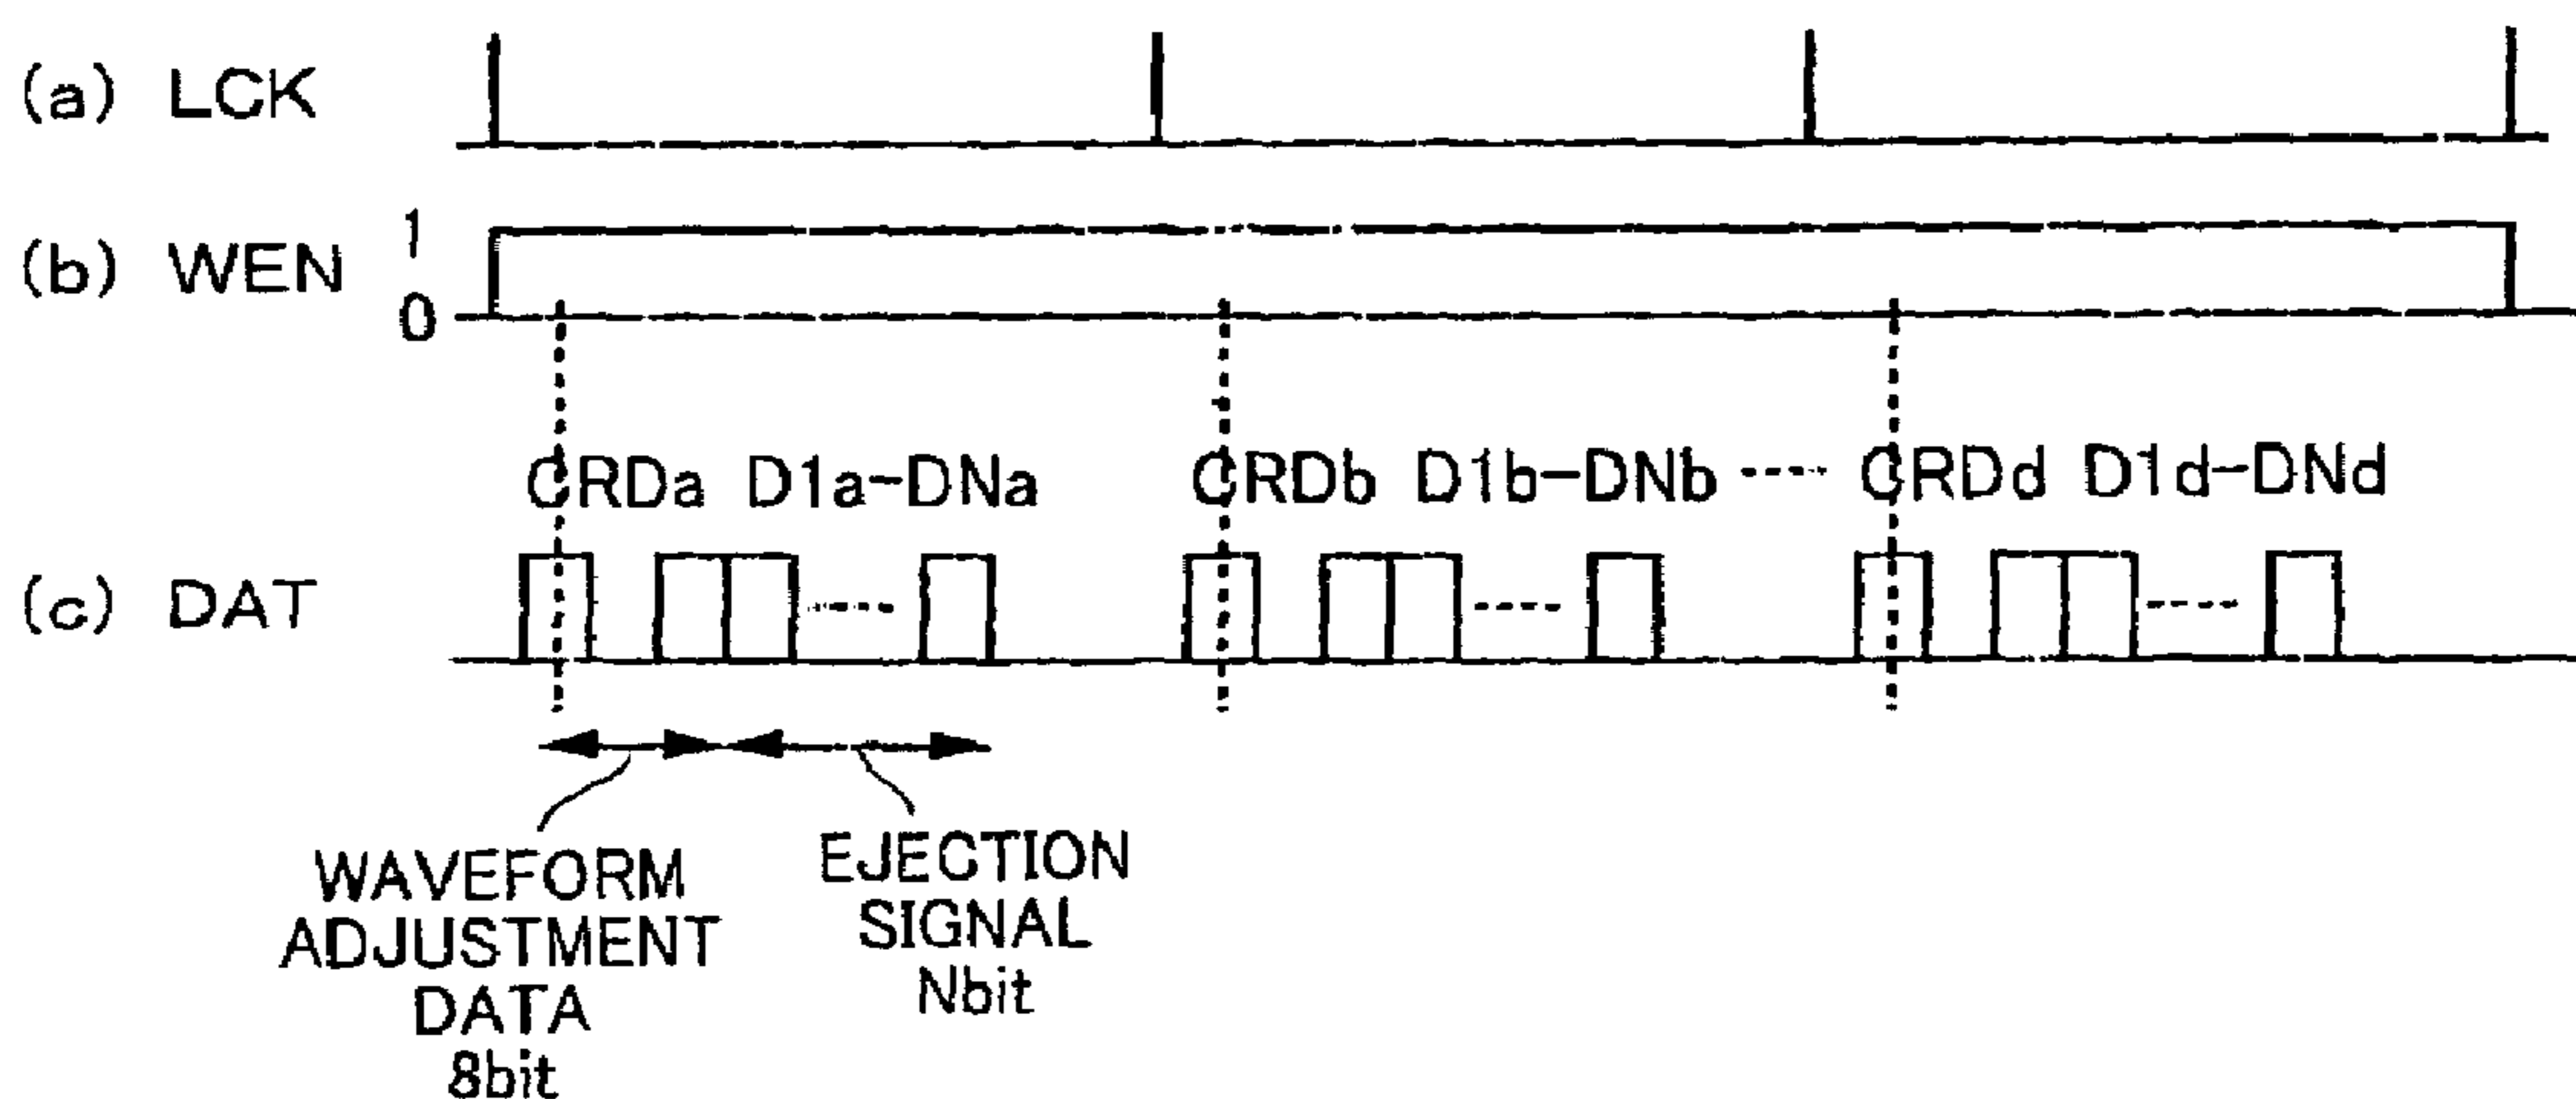 (a) LCK
(b) WEN 1
0
CRDa D1a-DNa CRDb D1b-DNb ---- CRDd D1d-DNd
(c) DAT
WAVEFORM
ADJUSTMENT
DATA
8bit
EJECTION
SIGNAL
Nbit